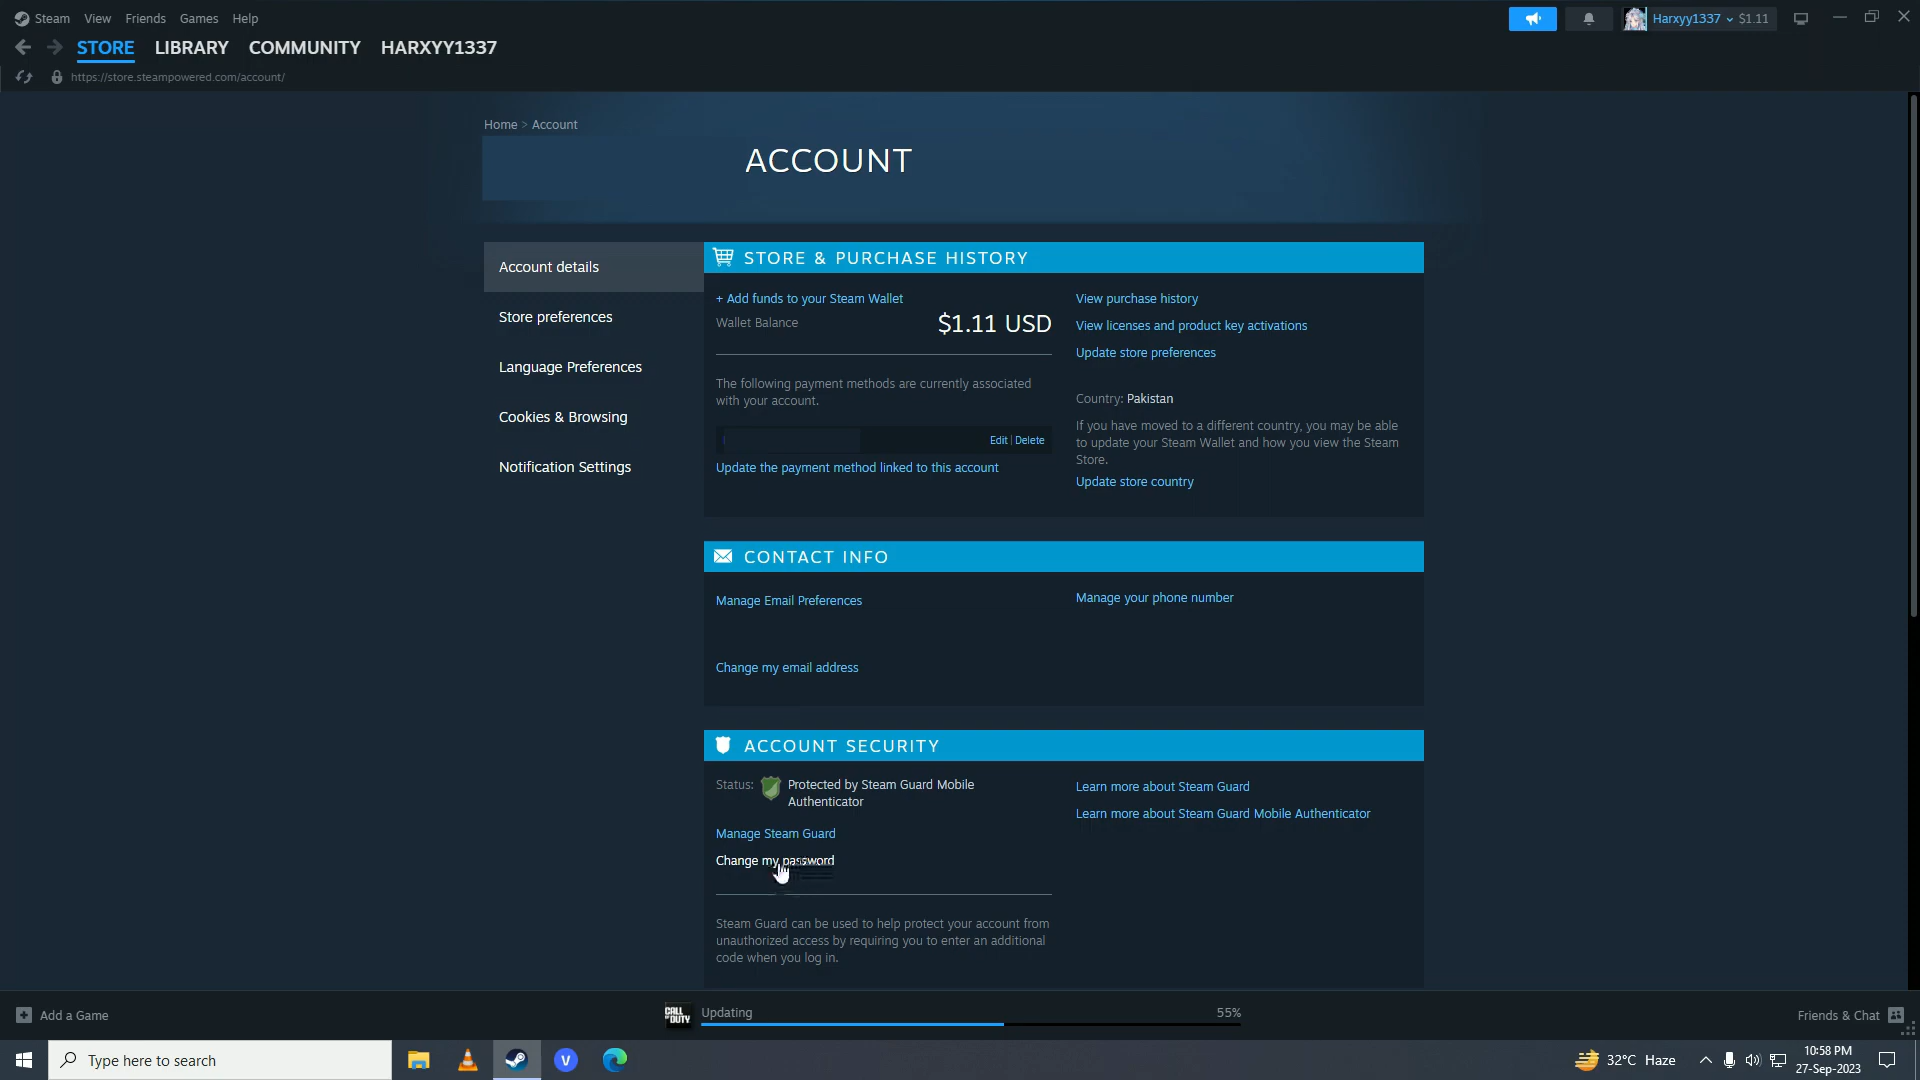 Steam View Friends Games Help
Harxyy1337 $1.11
STORE LIBRARY COMMUNITY HARXYY1337
https://store.steampowered.com/account/
Home > Account
ACCOUNT
Account details
Store preferences
Language Preferences
Cookies & Browsing
Notification Settings
STORE & PURCHASE HISTORY
+ Add funds to your Steam Wallet
Wallet Balance
$1.11 USD
The following payment methods are currently associated
with your account.
Edit | Delete
Update the payment method linked to this account
View purchase history
View licenses and product key activations
Update store preferences
Country: Pakistan
If you have moved to a different country, you may be able
to update your Steam Wallet and how you view the Steam
Store.
Update store country
CONTACT INFO
Manage Email Preferences
Change my email address
Manage your phone number
ACCOUNT SECURITY
Status: Protected by Steam Guard Mobile
Authenticator
Manage Steam Guard
Change my password
Steam Guard can be used to help protect your account from
unauthorized access by requiring you to enter an additional
code when you log in.
Learn more about Steam Guard
Learn more about Steam Guard Mobile Authenticator
Add a Game
CALL OF DUTY
Updating 55%
Friends & Chat
Type here to search
V
32°C Haze
10:58 PM
27-Sep-2023